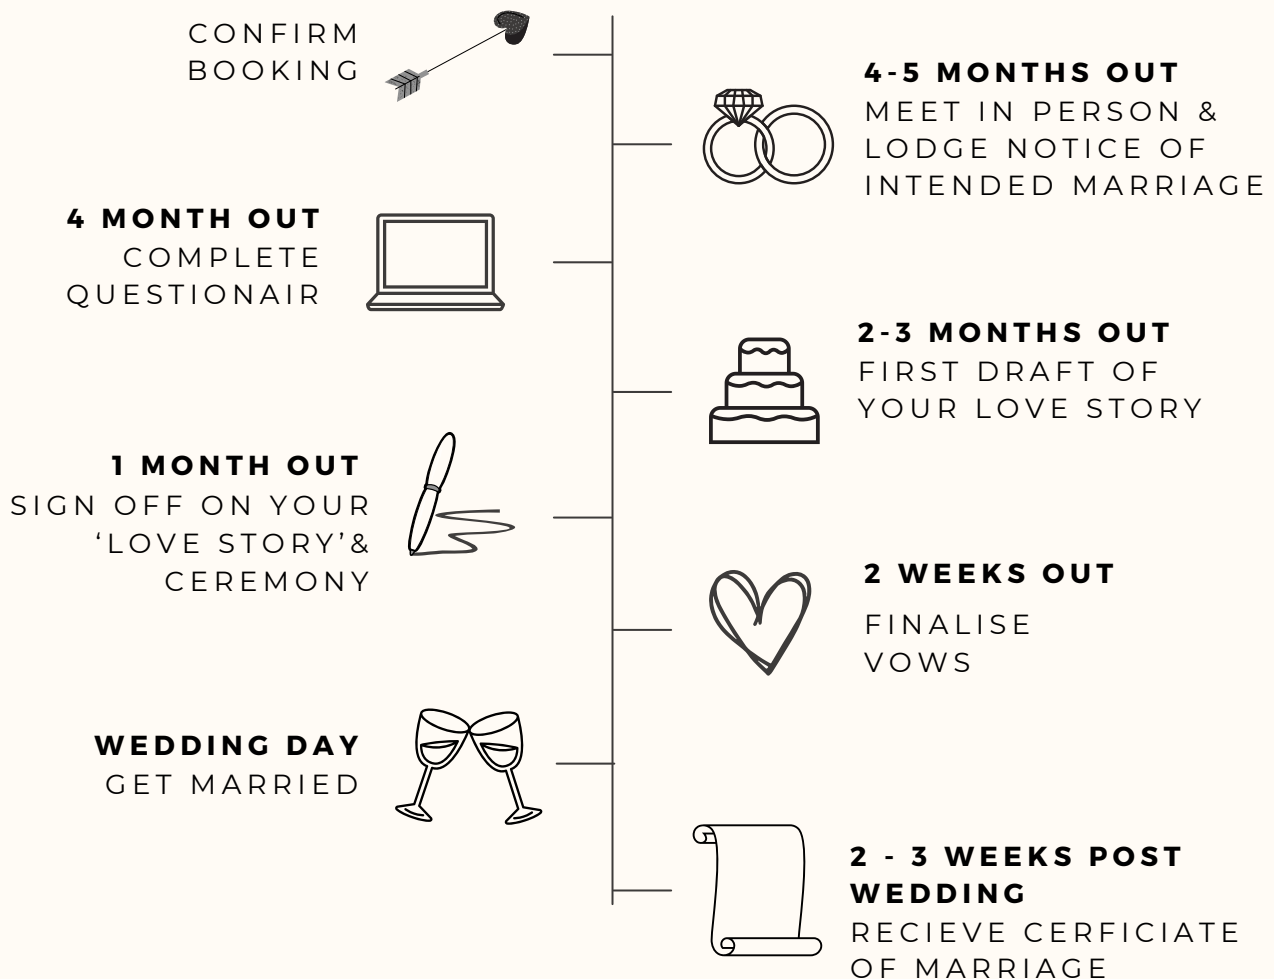 CONFIRM
BOOKING
4-5 MONTHS OUT
MEET IN PERSON &
LODGE NOTICE OF
INTENDED MARRIAGE
4 MONTH OUT
COMPLETE
QUESTIONAIR
2-3 MONTHS OUT
FIRST DRAFT OF
YOUR LOVE STORY
1 MONTH OUT
SIGN OFF ON YOUR
‘LOVE STORY’&
CEREMONY
2 WEEKS OUT
FINALISE
VOWS
WEDDING DAY
GET MARRIED
2 - 3 WEEKS POST
WEDDING
RECIEVE CERFICIATE
OF MARRIAGE